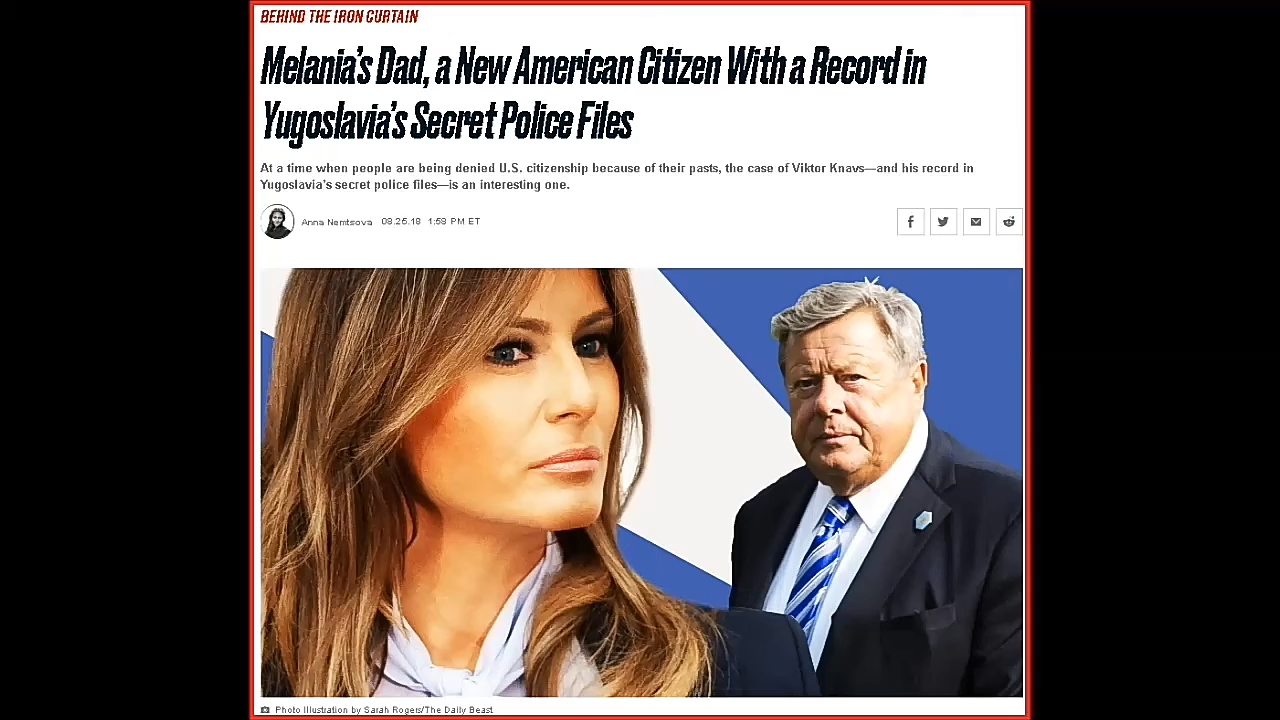 BEHIND THE IRON CURTAIN
Melania's Dad, a New American Citizen With a Record in
Yugoslavia's Secret Police Files
At a time when people are being denied U.S. citizenship because of their pasts, the case of Viktor Knavs—and his record in
Yugoslavia's secret police files—is an interesting one.
Anna Nemtsova 08.25.18 1:58 PM ET
Photo Illustration by Sarah Rogers/The Daily Beast